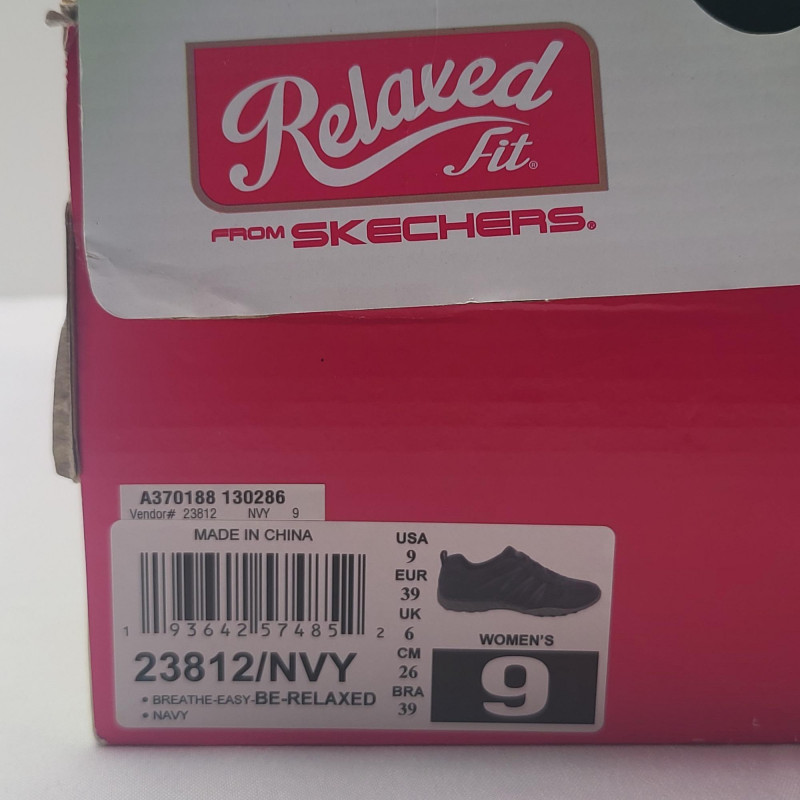 Relaxed
Fit®
FROM SKECHERS®
A370188 130286
Vendor# 23812 NVY 9
MADE IN CHINA
1 93642 57485 2
23812/NVY
• BREATHE-EASY-BE-RELAXED
• NAVY
USA
9
EUR
39
UK
6
CM
26
BRA
39
WOMEN'S
9